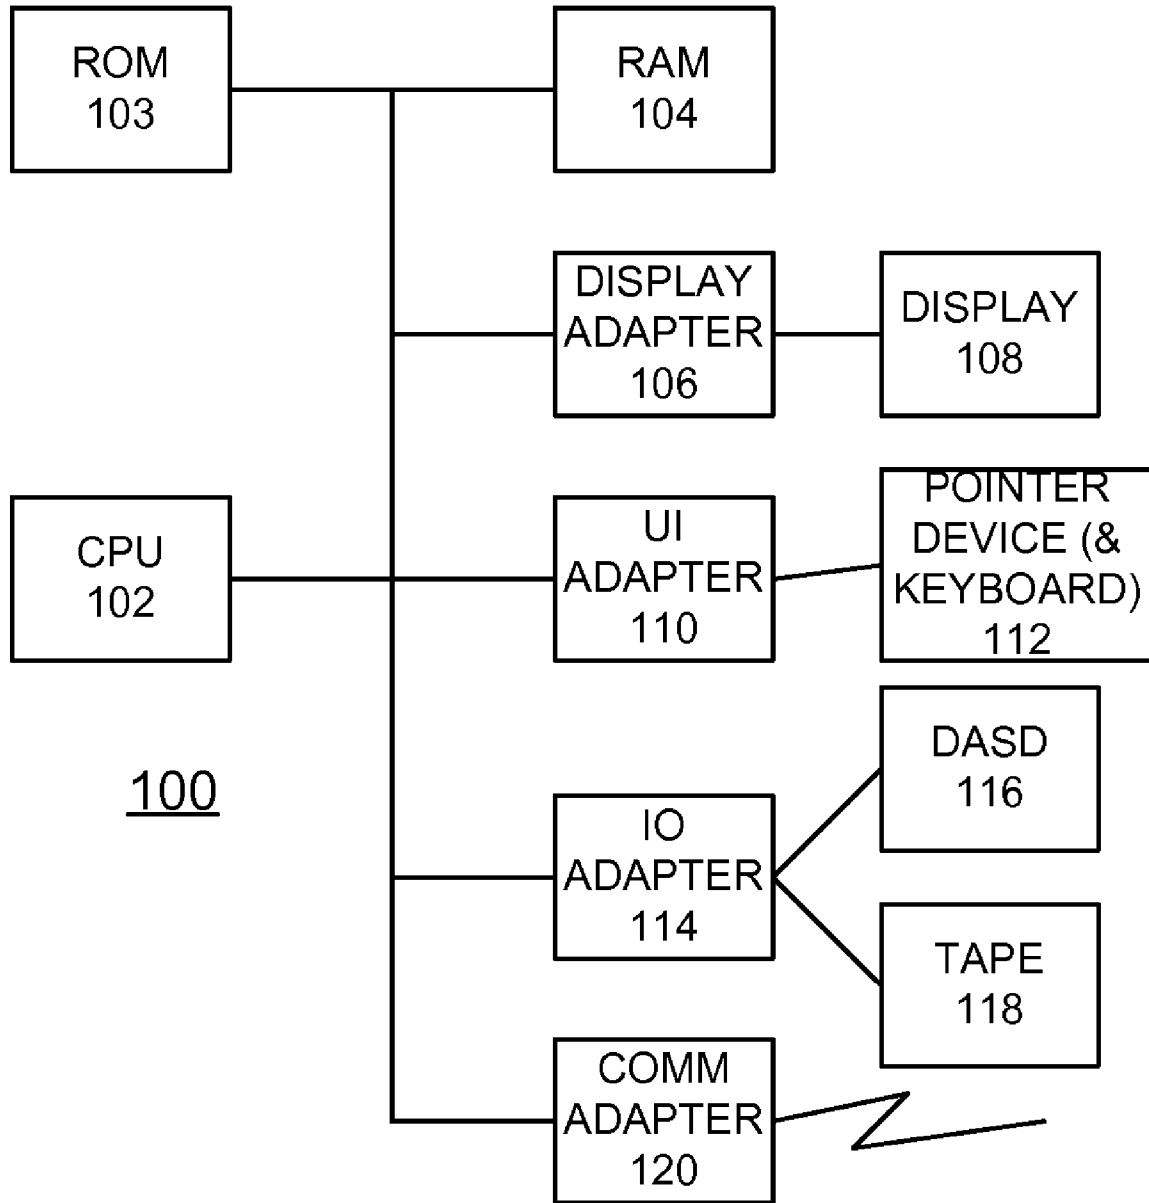 ROM
103
RAM
104
DISPLAY
ADAPTER
106
DISPLAY
108
CPU
102
UI
ADAPTER
110
POINTER
DEVICE (&
KEYBOARD)
112
100
IO
ADAPTER
114
DASD
116
TAPE
118
COMM
ADAPTER
120